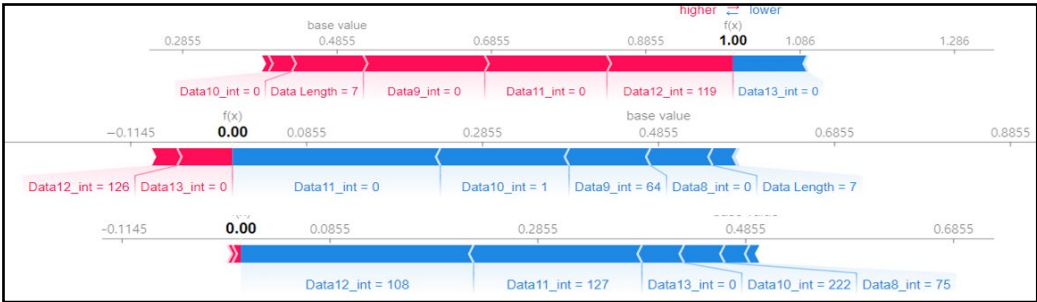 higher ⇄ lower
base value f(x)
0.2855 0.4855 0.6855 0.8855 1.00 1.086 1.286
Data10_int = 0 Data Length = 7 Data9_int = 0 Data11_int = 0 Data12_int = 119 Data13_int = 0
f(x) base value
−0.1145 0.00 0.0855 0.2855 0.4855 0.6855 0.8855
Data12_int = 126 Data13_int = 0 Data11_int = 0 Data10_int = 1 Data9_int = 64 Data8_int = 0 Data Length = 7
f(x) base value
-0.1145 0.00 0.0855 0.2855 0.4855 0.6855
Data12_int = 108 Data11_int = 127 Data13_int = 0 Data10_int = 222 Data8_int = 75